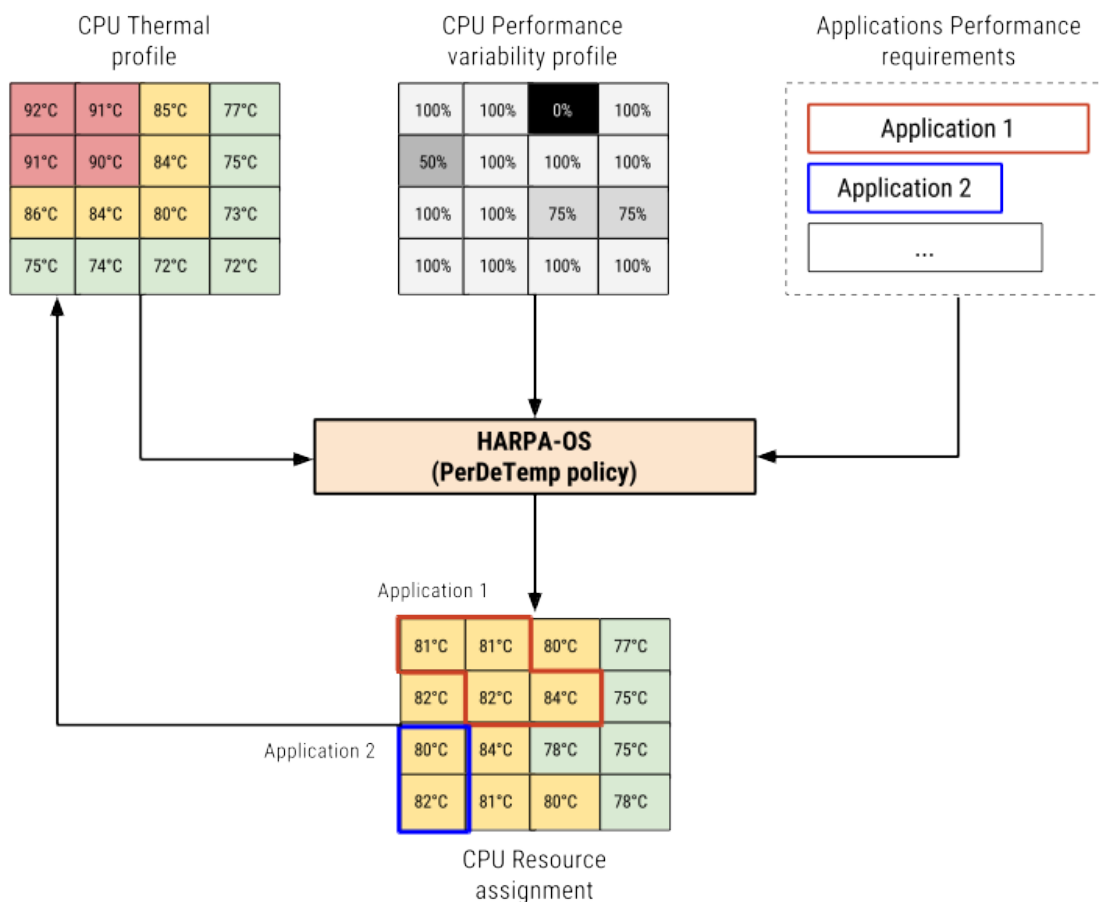 CPU Thermal
profile
CPU Performance
variability profile
Applications Performance
requirements
92°C 91°C 85°C 77°C
91°C 90°C 84°C 75°C
86°C 84°C 80°C 73°C
75°C 74°C 72°C 72°C
100% 100% 0% 100%
50% 100% 100% 100%
100% 100% 75% 75%
100% 100% 100% 100%
Application 1
Application 2
...
HARPA-OS
(PerDeTemp policy)
Application 1
81°C 81°C 80°C 77°C
82°C 82°C 84°C 75°C
Application 2
80°C 84°C 78°C 75°C
82°C 81°C 80°C 78°C
CPU Resource
assignment